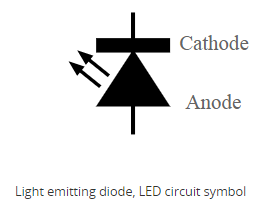 Cathode
Anode
Light emitting diode, LED circuit symbol